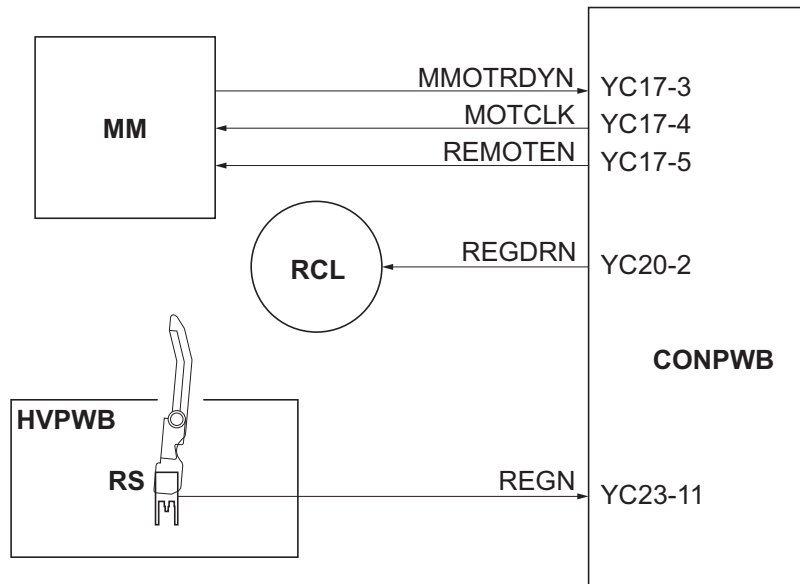 MMOTRDYN YC17-3
MM MOTCLK YC17-4
REMOTEN YC17-5
RCL REGDRN YC20-2
CONPWB
HVPWB
RS REGN YC23-11